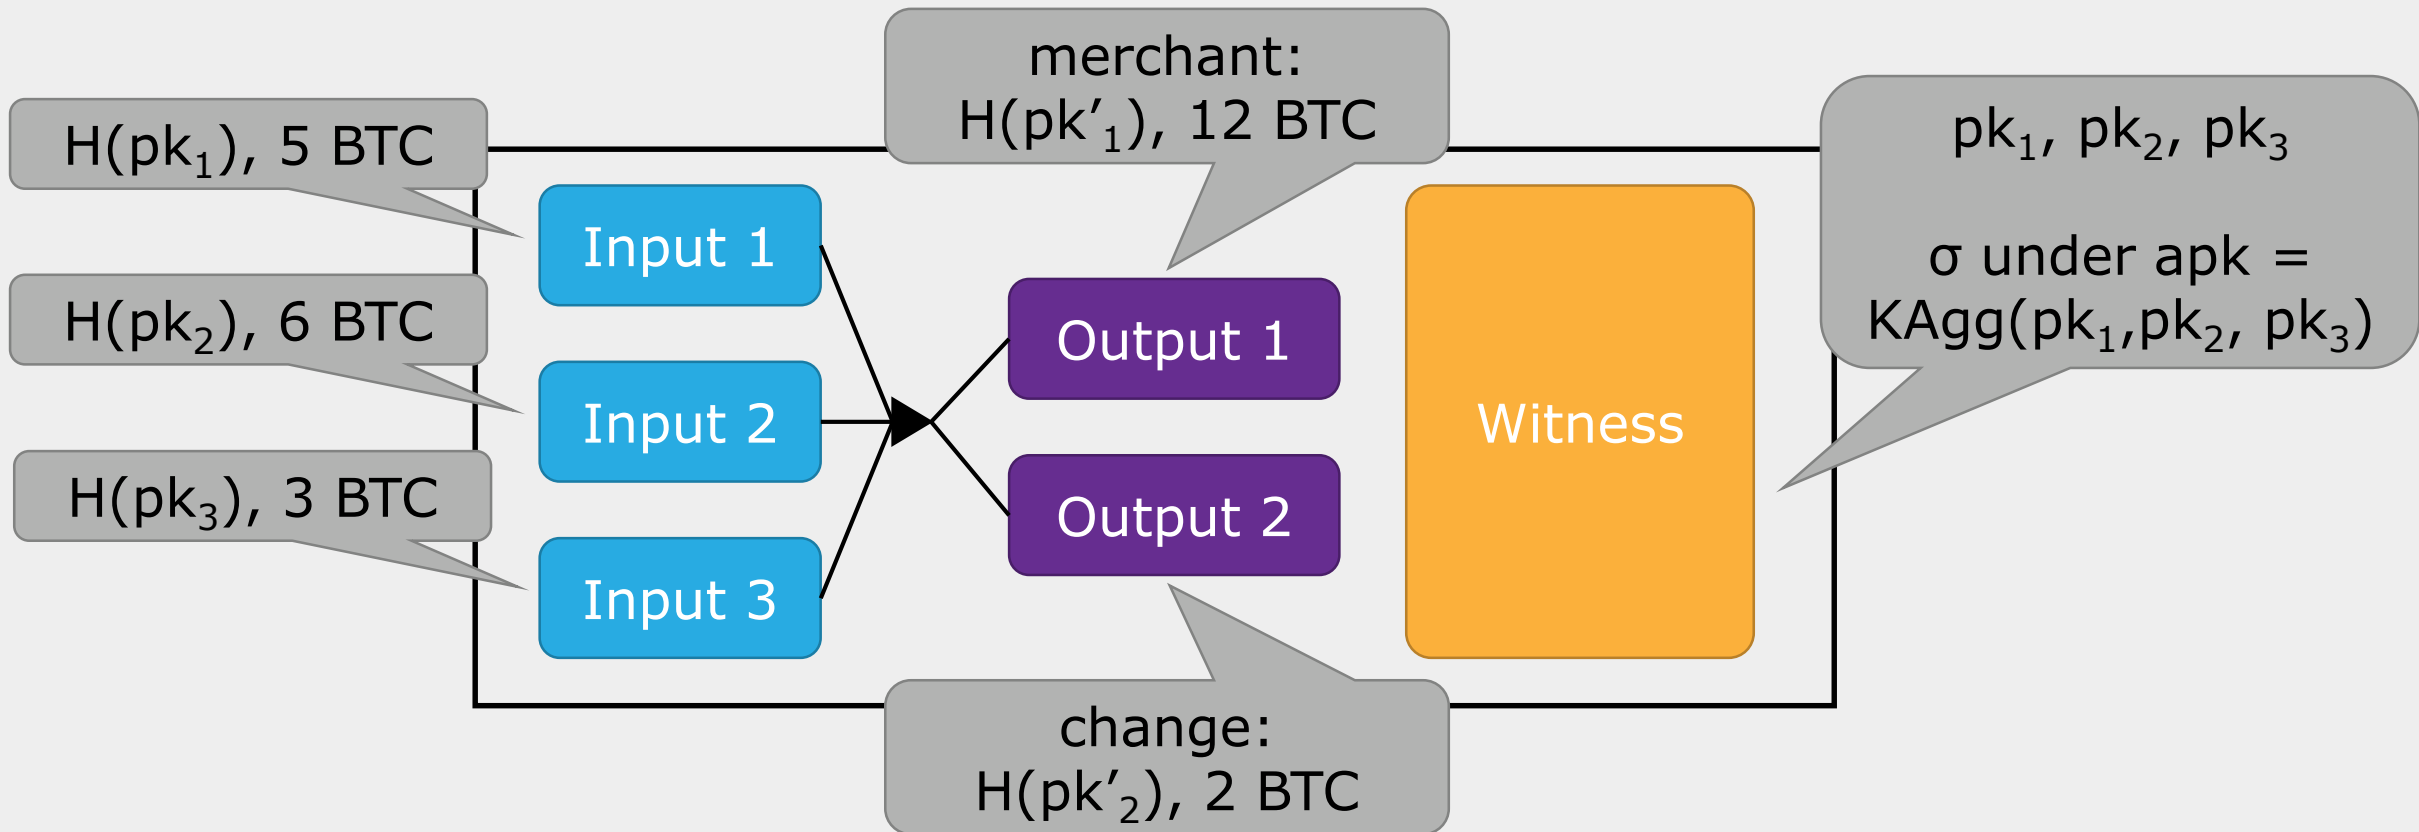 merchant:
H(pk′₁), 12 BTC
H(pk₁), 5 BTC
pk₁, pk₂, pk₃
σ under apk =
KAgg(pk₁,pk₂, pk₃)
Input 1
H(pk₂), 6 BTC
Output 1
Input 2
Witness
H(pk₃), 3 BTC
Output 2
Input 3
change:
H(pk′₂), 2 BTC